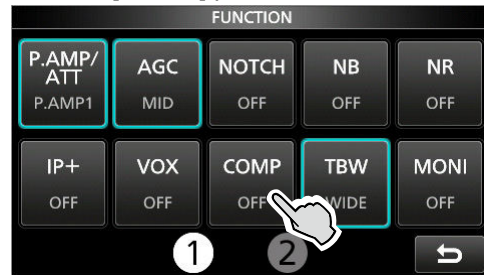 FUNCTION
P.AMP/ AGC NOTCH NB NR
ATT
P.AMP1 MID OFF OFF OFF
IP+ VOX COMP TBW MONI
OFF OFF OFF WIDE OFF
1 2